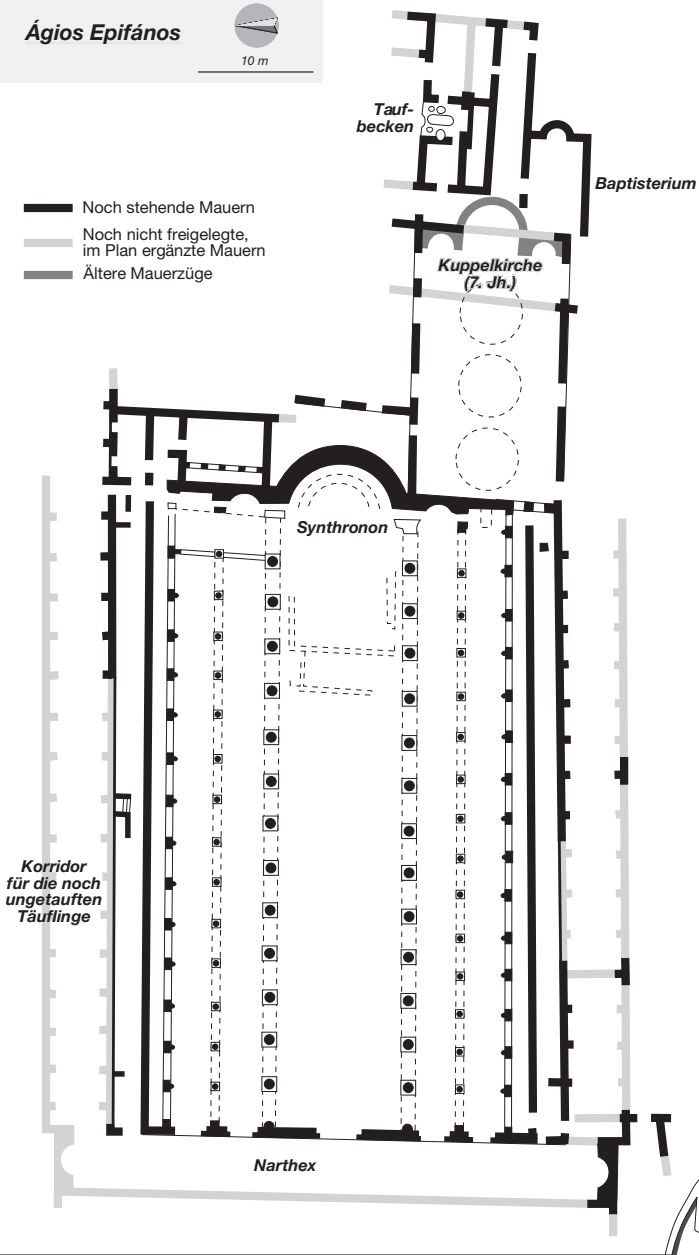 Ágios Epifános
10 m
Tauf-
becken
Baptisterium
Noch stehende Mauern
Noch nicht freigelegte,
im Plan ergänzte Mauern
Ältere Mauerzüge
Kuppelkirche
(7. Jh.)
Synthronon
Korridor
für die noch
ungetauften
Täuflinge
Narthex